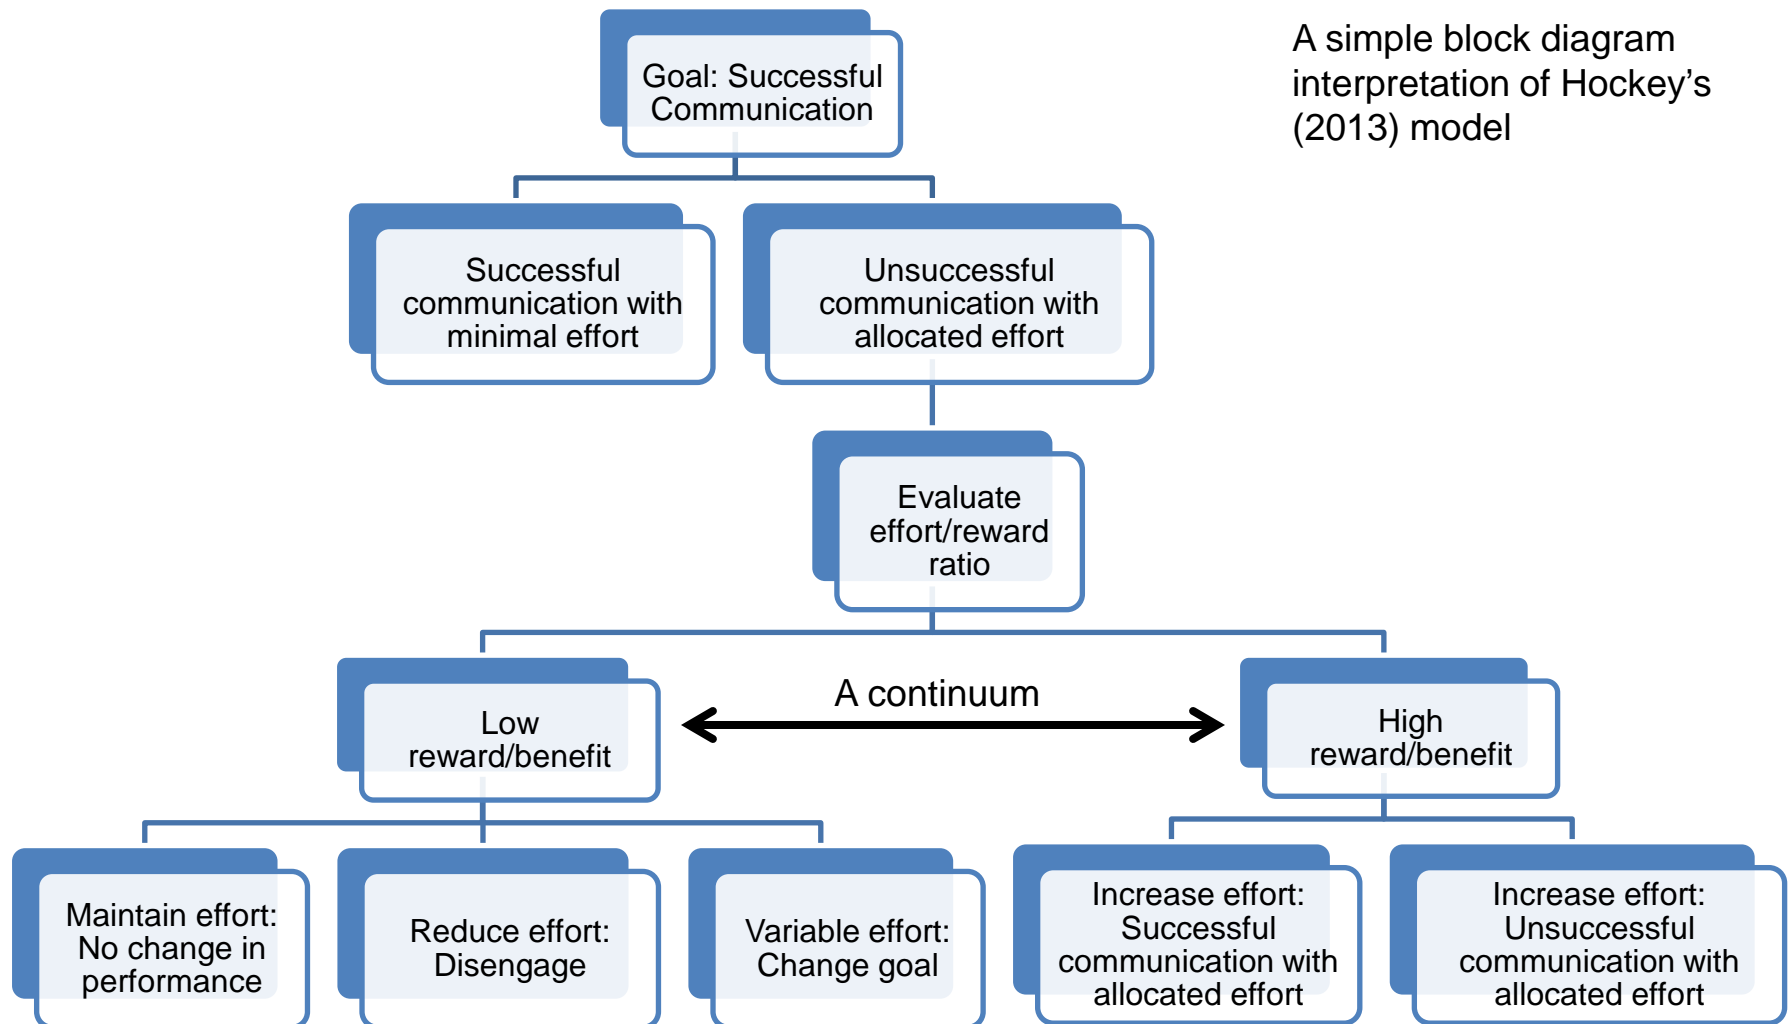 A simple block diagram
interpretation of Hockey’s
(2013) model
Goal: Successful
Communication
Successful
communication with
minimal effort
Unsuccessful
communication with
allocated effort
Evaluate
effort/reward
ratio
Low
reward/benefit
A continuum
High
reward/benefit
Maintain effort:
No change in
performance
Reduce effort:
Disengage
Variable effort:
Change goal
Increase effort:
Successful
communication with
allocated effort
Increase effort:
Unsuccessful
communication with
allocated effort